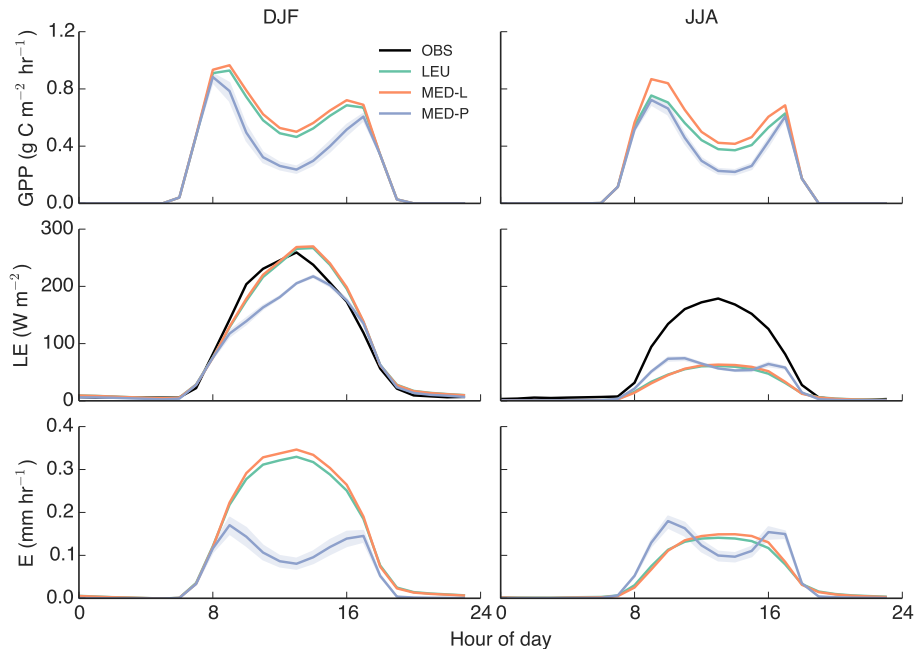 DJF
JJA
GPP (g C m⁻² hr⁻¹)
1.2
0.8
0.4
0.0
OBS
LEU
MED-L
MED-P
LE (W m⁻²)
300
200
100
0
E (mm hr⁻¹)
0.4
0.3
0.2
0.1
0.0
0 8 16 24
0 8 16 24
Hour of day